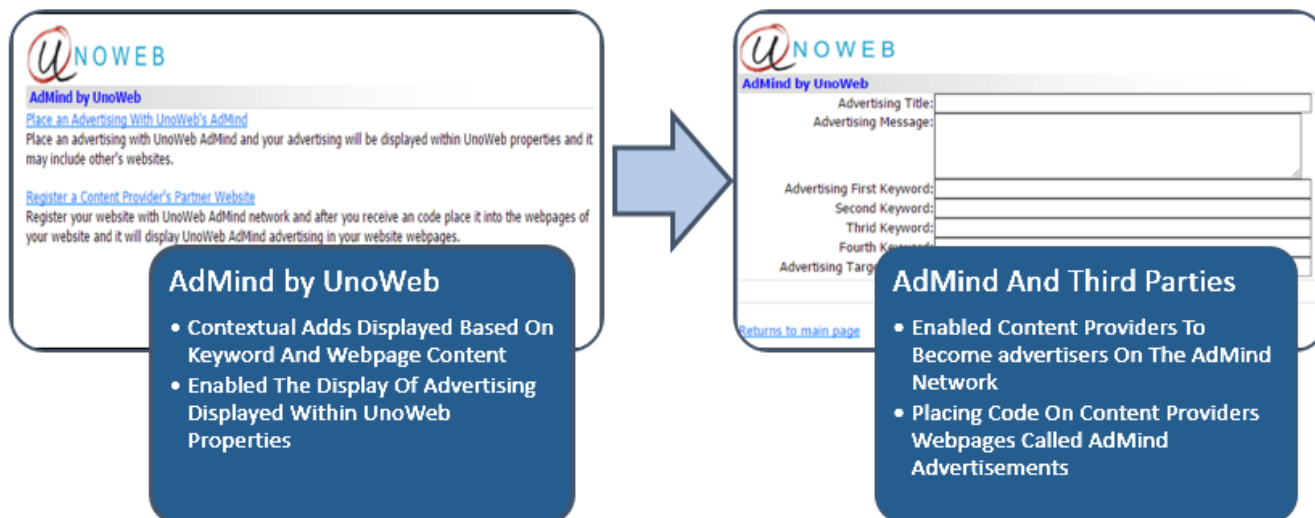 UNOWEB
AdMind by UnoWeb
Place an Advertising With UnoWeb's AdMind
Place an advertising with UnoWeb AdMind and your advertising will be displayed within UnoWeb properties and it
may include other's websites.
Register a Content Provider's Partner Website
Register your website with UnoWeb AdMind network and after you receive an code place it into the webpages of
your website and it will display UnoWeb AdMind advertising in your website webpages.
AdMind by UnoWeb
• Contextual Adds Displayed Based On
Keyword And Webpage Content
• Enabled The Display Of Advertising
Displayed Within UnoWeb
Properties
UNOWEB
AdMind by UnoWeb
Advertising Title:
Advertising Message:
Advertising First Keyword:
Second Keyword:
Thrid Keyword:
Fourth Keyword:
Advertising
Returns to main page
AdMind And Third Parties
• Enabled Content Providers To
Become advertisers On The AdMind
Network
• Placing Code On Content Providers
Webpages Called AdMind
Advertisements